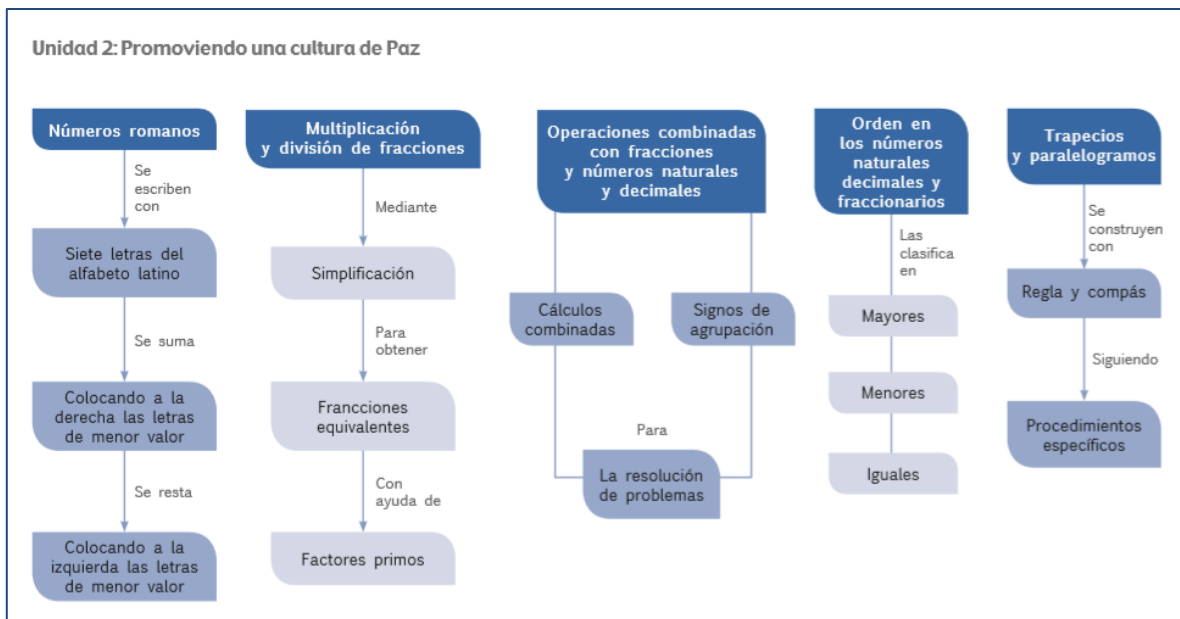 Unidad 2: Promoviendo una cultura de Paz
Números romanos
Se
escriben
con
Siete letras del
alfabeto latino
Se suma
Colocando a la
derecha las letras
de menor valor
Se resta
Colocando a la
izquierda las letras
de menor valor
Multiplicación
y división de fracciones
Mediante
Simplificación
Para
obtener
Francciones
equivalentes
Con
ayuda de
Factores primos
Operaciones combinadas
con fracciones
y números naturales
y decimales
Cálculos
combinadas
Signos de
agrupación
Para
La resolución
de problemas
Orden en
los números
naturales
decimales y
fraccionarios
Las
clasifica
en
Mayores
Menores
Iguales
Trapecios
y paralelogramos
Se
construyen
con
Regla y compás
Siguiendo
Procedimientos
específicos